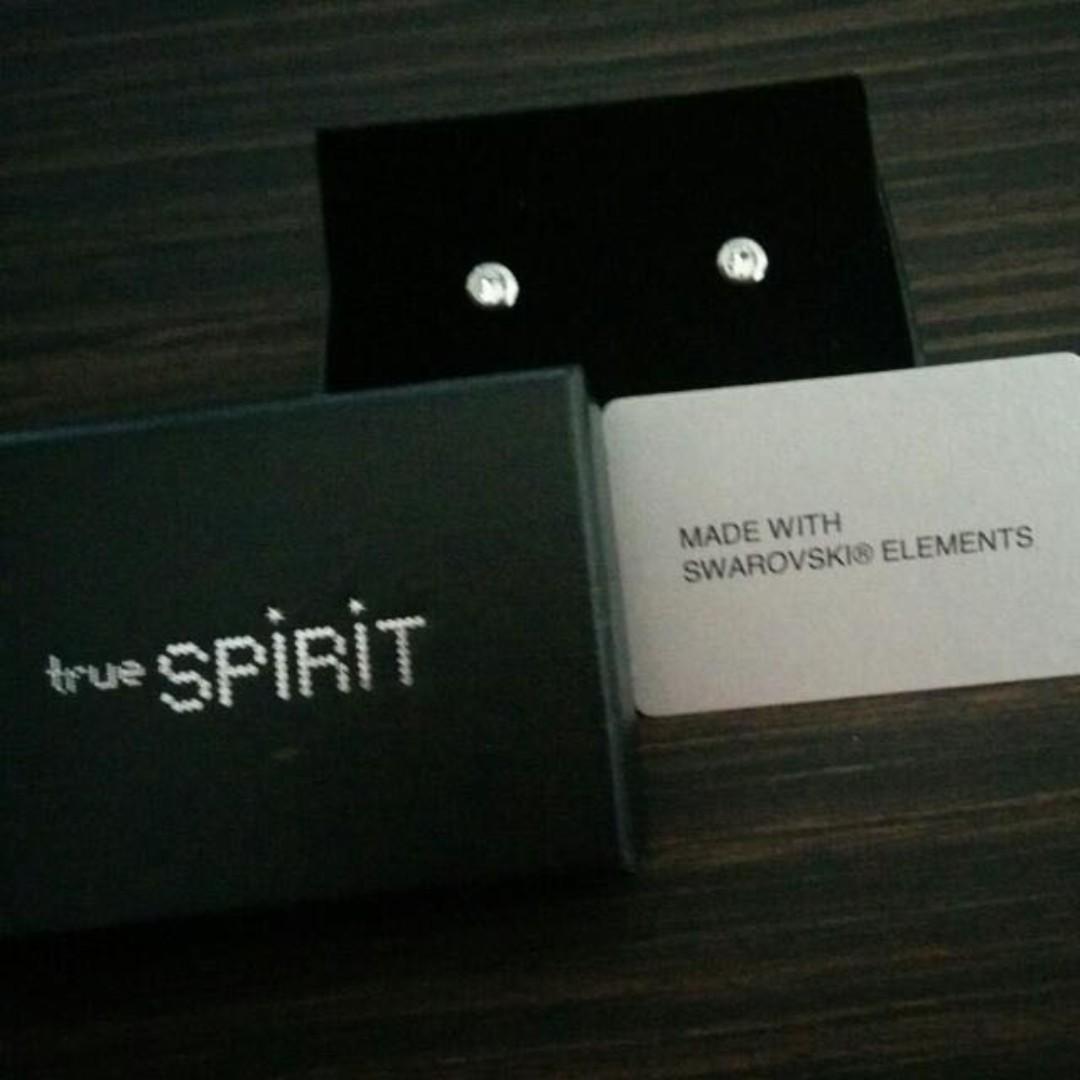 MADE WITH
SWAROVSKI® ELEMENTS
true SPiRiT